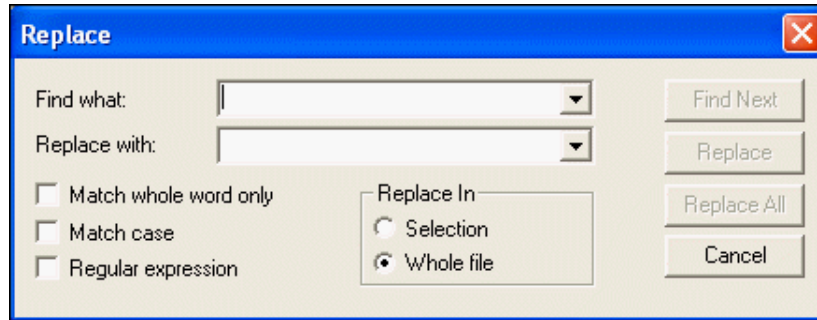 Replace
Find what:
Find Next
Replace with:
Replace
Match whole word only
Replace In
Replace All
Match case
Selection
Regular expression
Whole file
Cancel